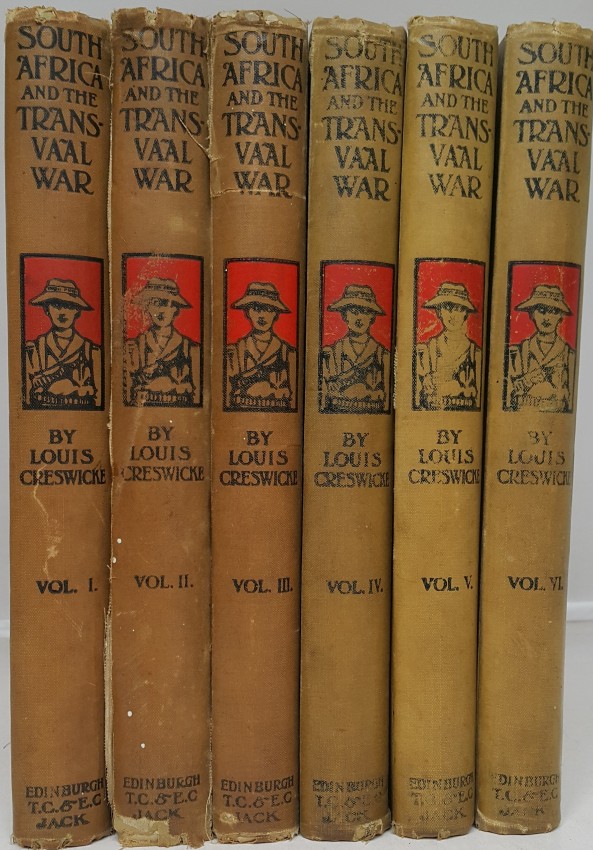 SOUTH
AFRICA
AND THE
TRANS-
VAAL
WAR
BY
LOUIS
CRESWICKE
VOL. I.
EDINBURGH
T.C. & E.C
JACK
SOUTH
AFRICA
AND THE
TRANS-
VAAL
WAR
BY
LOUIS
CRESWICKE
VOL. II.
EDINBURGH
T.C. & E.C
JACK
SOUTH
AFRICA
AND THE
TRANS-
VAAL
WAR
BY
LOUIS
CRESWICKE
VOL. III.
EDINBURGH
T.C. & E.C
JACK
SOUTH
AFRICA
AND THE
TRANS-
VAAL
WAR
BY
LOUIS
CRESWICKE
VOL. IV.
EDINBURGH
T.C. & E.C
JACK
SOUTH
AFRICA
AND THE
TRANS-
VAAL
WAR
BY
LOUIS
CRESWICKE
VOL. V.
EDINBURGH
T.C. & E.C
JACK
SOUTH
AFRICA
AND THE
TRANS-
VAAL
WAR
BY
LOUIS
CRESWICKE
VOL. VI.
EDINBURGH
T.C. & E.C
JACK